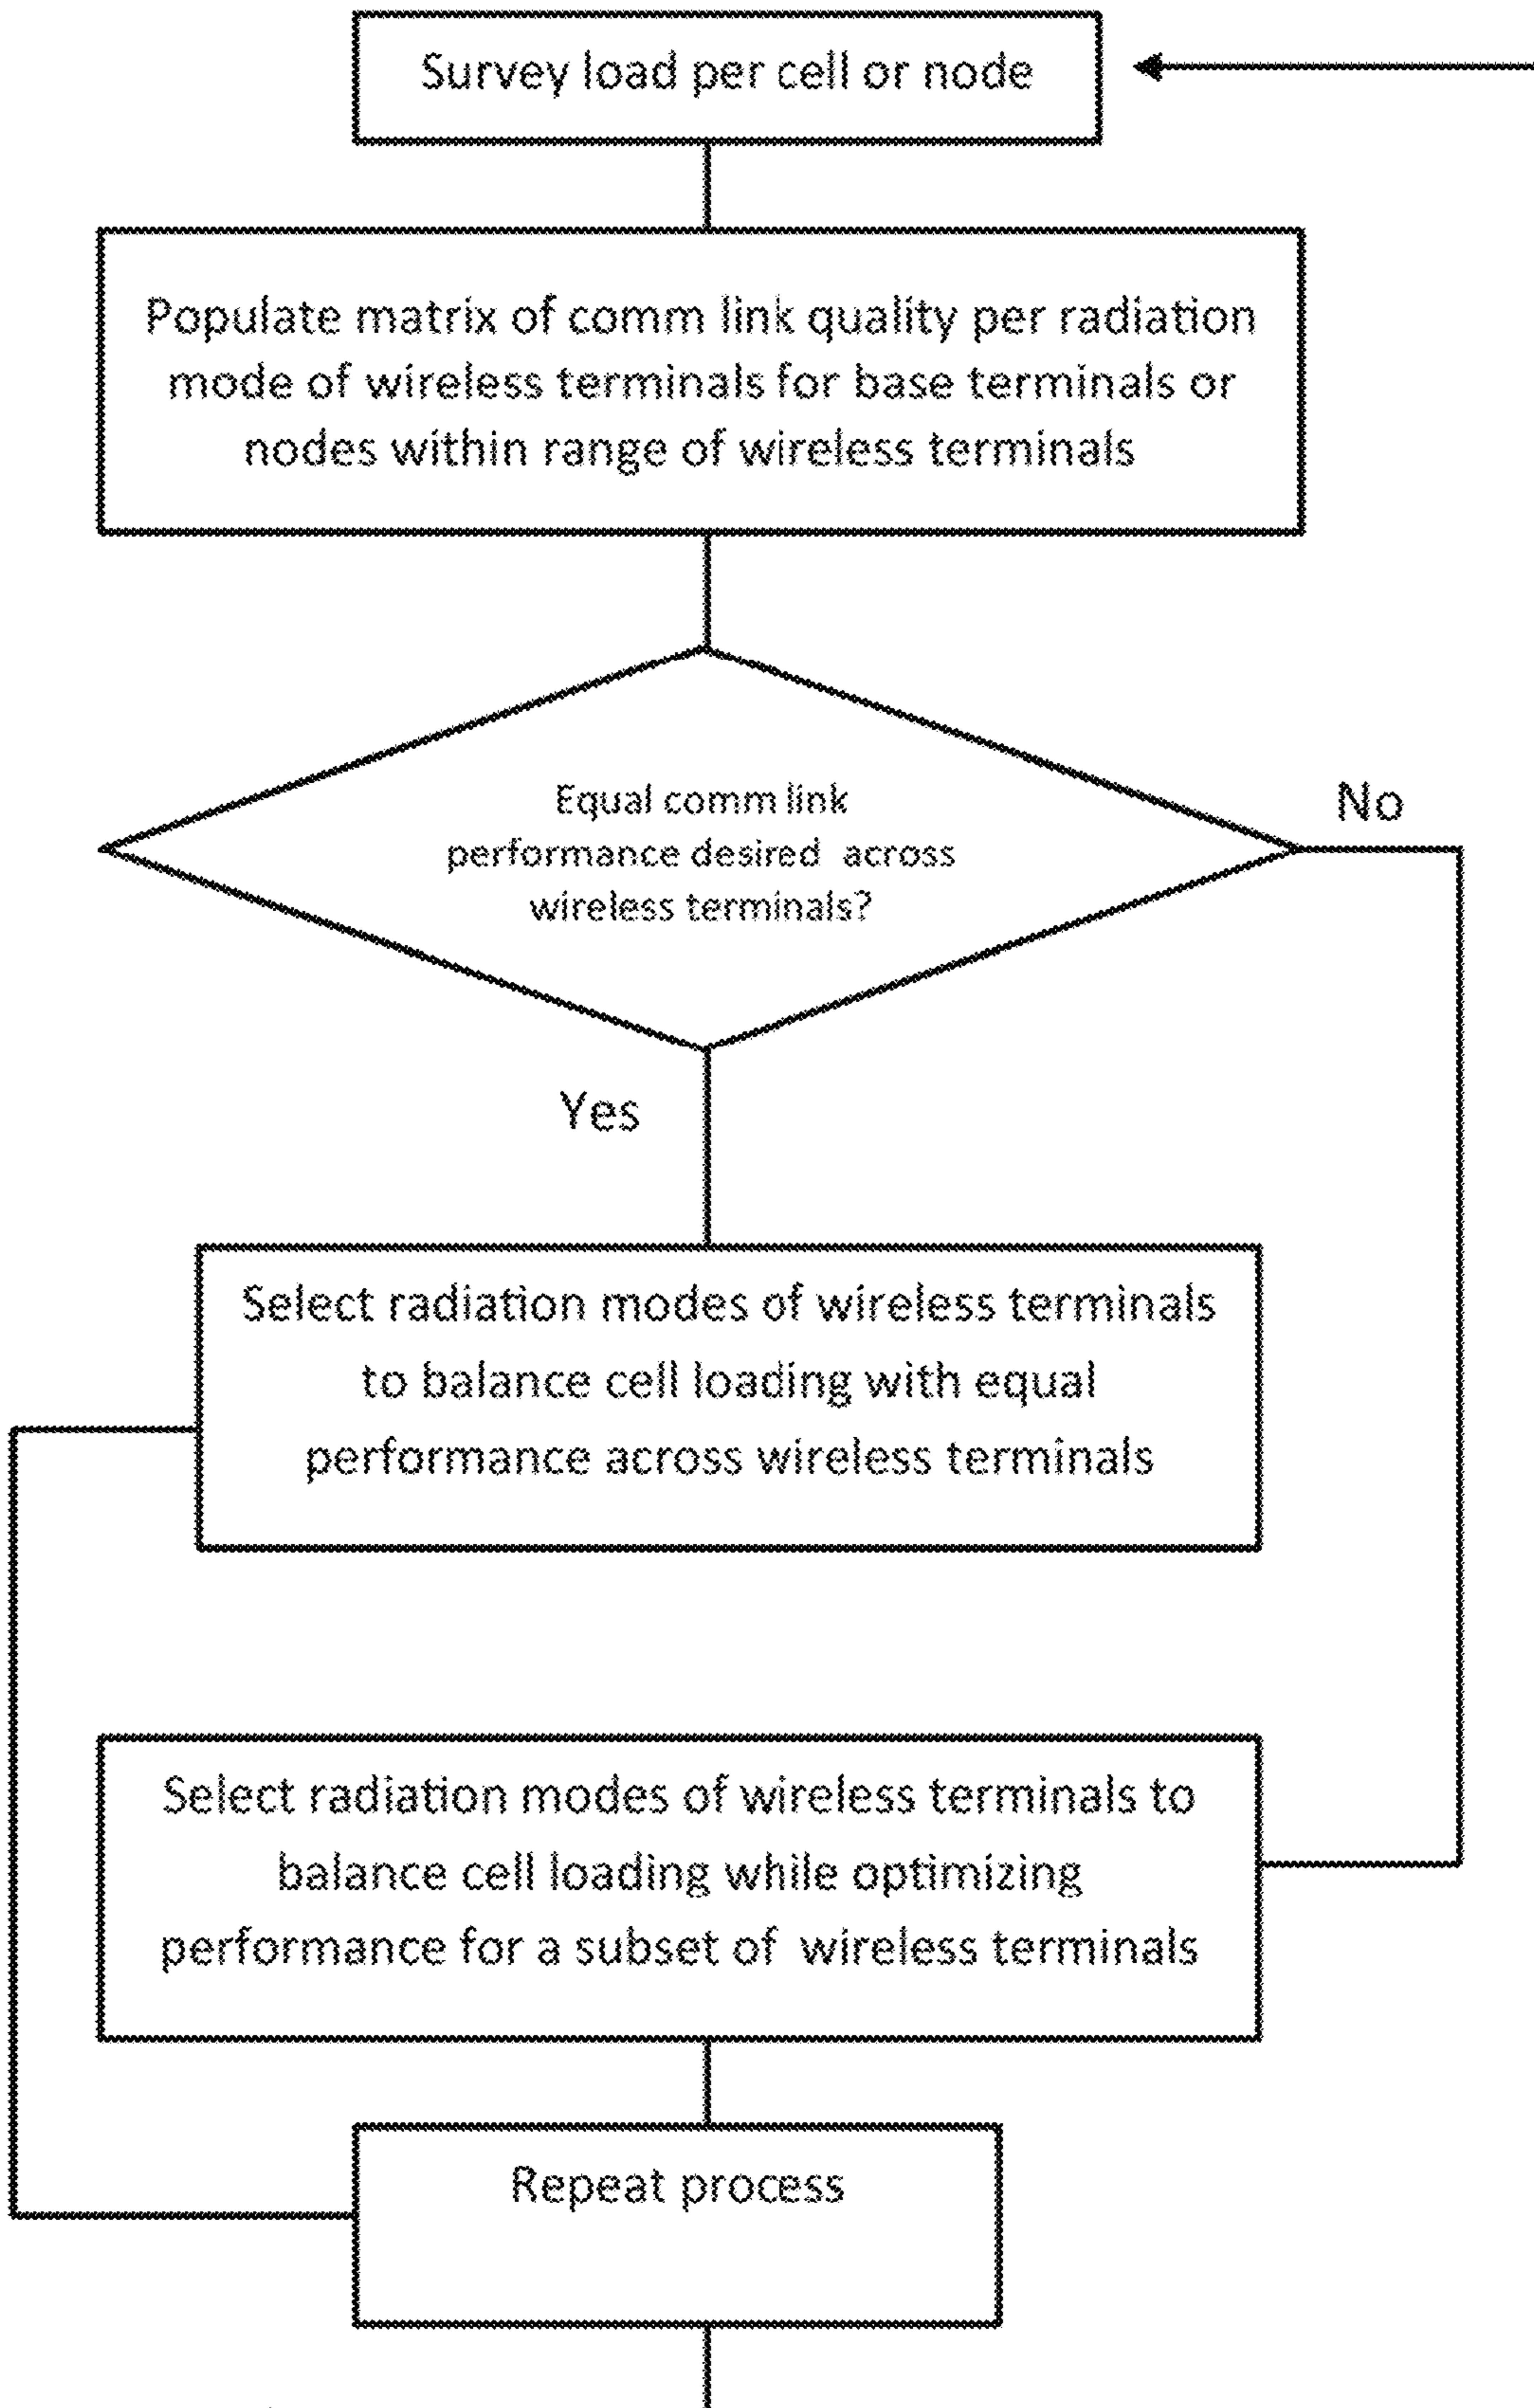 Survey load per cell or node
Populate matrix of comm link quality per radiation
mode of wireless terminals for base terminals or
nodes within range of wireless terminals
Equal comm link
performance desired across
wireless terminals?
No
Yes
Select radiation modes of wireless terminals
to balance cell loading with equal
performance across wireless terminals
Select radiation modes of wireless terminals to
balance cell loading while optimizing
performance for a subset of wireless terminals
Repeat process